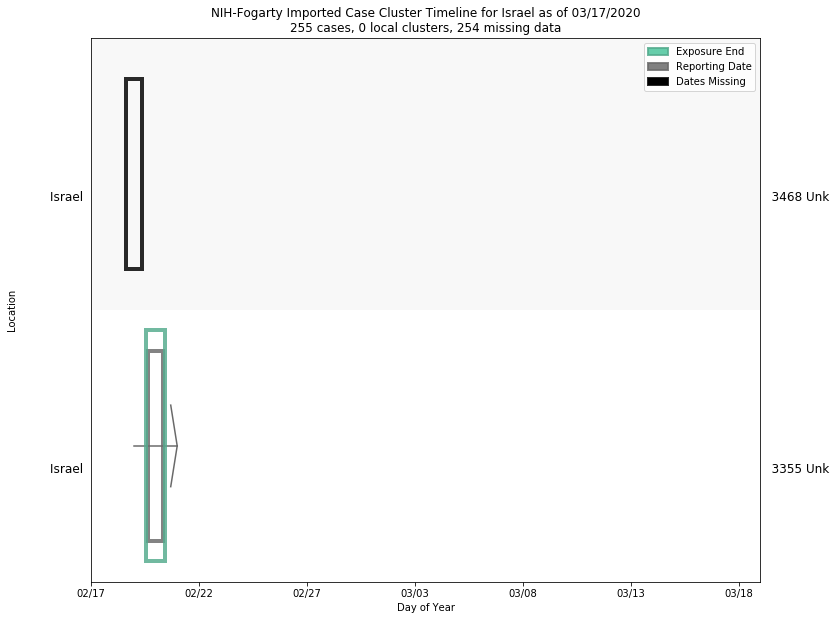 NIH-Fogarty Imported Case Cluster Timeline for Israel as of 03/17/2020
255 cases, 0 local clusters, 254 missing data
Exposure End
Reporting Date
Dates Missing
Israel
3468 Unk
Location
Israel
3355 Unk
02/17
02/22
02/27
03/03
03/08
03/13
03/18
Day of Year